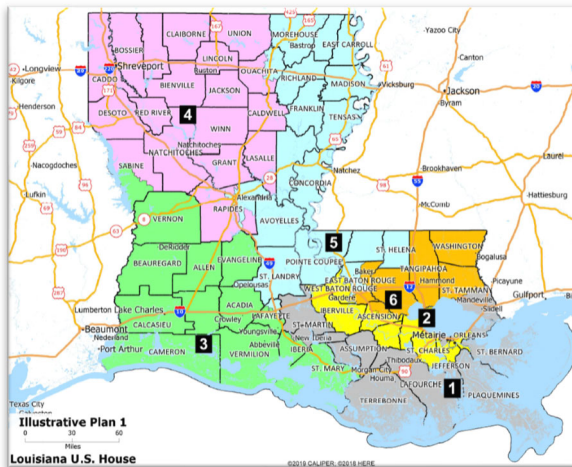 Yazoo City
CLAIBORNE
UNION
MOREHOUSE
EAST CARROLL
BOSSIER
Bastrop
Canton
Longview
Shreveport
LINCOLN
Ruston
OUACHITA
RICHLAND
MADISON
Vicksburg
Jackson
Kilgore
CADDO
BIENVILLE
JACKSON
Byram
Henderson
DESOTO
RED RIVER
4
CALDWELL
FRANKLIN
TENSAS
WINN
Natchitoches
NATCHITOCHES
Nacogdoches
SABINE
GRANT
LASALLE
Natchez
Brookhaven
Laurel
Lufkin
CONCORDIA
McComb
Hattiesburg
Alexandria
VERNON
RAPIDES
AVOYELLES
5
WASHINGTON
ST. HELENA
DeRidder
EVANGELINE
POINTE COUPEE
TANGIPAHOA
Bogalusa
BEAUREGARD
ALLEN
ST. LANDRY
Baker
EAST BATON ROUGE
Hammond
Picayune
Opelousas
WEST BATON ROUGE
ST. TAMMANY
Gulfport
Gardere
6
Mandeville
Slidell
Lumberton
Lake Charles
ACADIA
IBERVILLE
ASCENSION
2
Beaumont
CALCASIEU
Crowley
LAFAYETTE
ST. MARTIN
Metairie
ORLEANS
Nederland
Youngsville
New Iberia
Port Arthur
3
Abbeville
ASSUMPTION
Thibodaux
ST. CHARLES
ST. BERNARD
CAMERON
VERMILION
IBERIA
JEFFERSON
Morgan City
Houma
ST. MARY
LAFOURCHE
1
PLAQUEMINES
TERREBONNE
Texas City
Galveston
Illustrative Plan 1
0 30 60
Miles
Louisiana U.S. House
©2019 CALIPER; ©2018 HERE